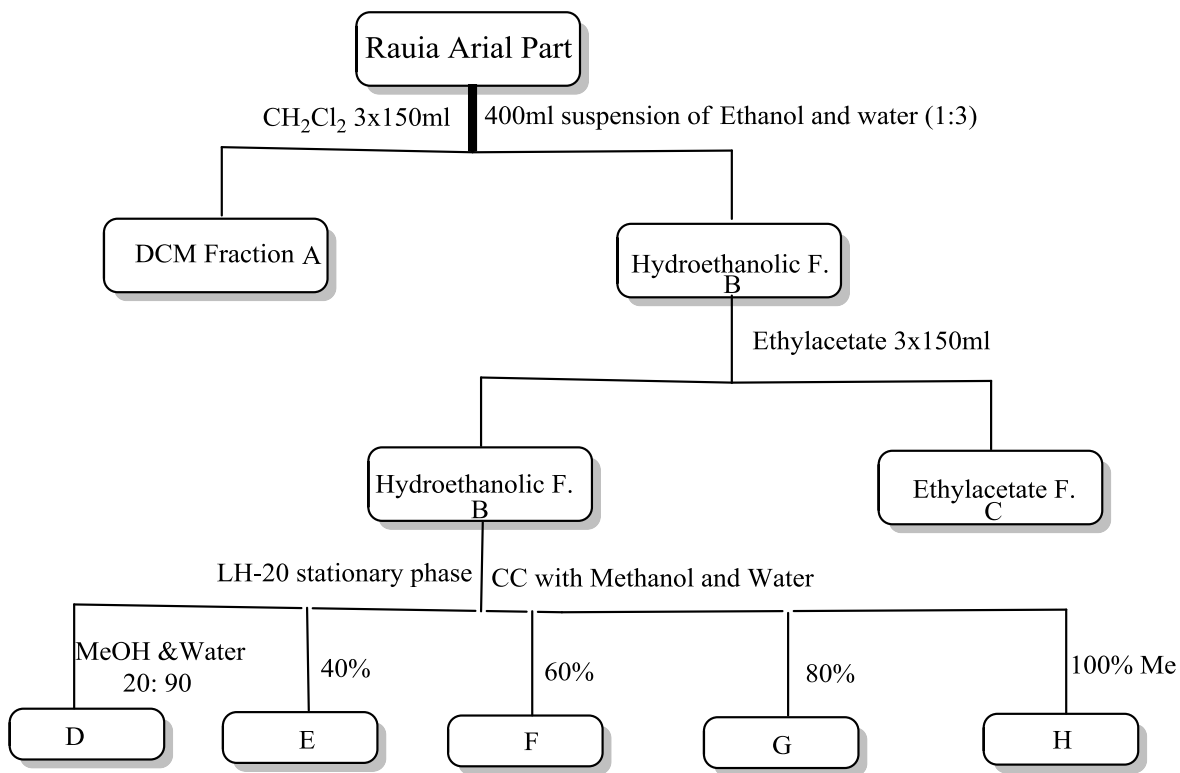 Rauia Arial Part
CH₂Cl₂ 3x150ml
400ml suspension of Ethanol and water (1:3)
DCM Fraction A
Hydroethanolic F.
B
Ethylacetate 3x150ml
Hydroethanolic F.
B
Ethylacetate F.
C
LH-20 stationary phase
CC with Methanol and Water
MeOH &Water
20: 90
40%
60%
80%
100% Me
D
E
F
G
H